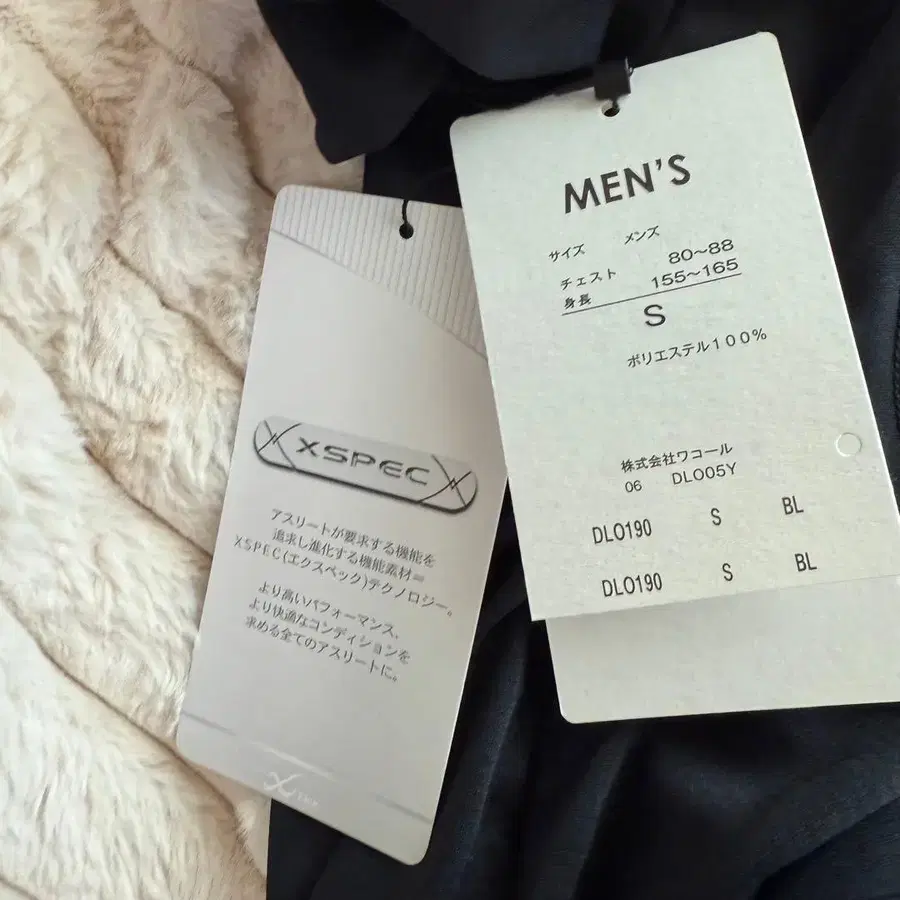 MEN'S
サイズ メンズ
チェスト 80～88
身長 155～165
S
ポリエステル100%
株式会社ワコール
06 DLO05Y
DLO190 S BL
DLO190 S BL
XSPEC
アスリートが要求する機能を
追求し進化する機能素材＝
XSPEC(エクスペック)テクノロジー。
より高いパフォーマンス、
より快適なコンディションを
求める全てのアスリートに。